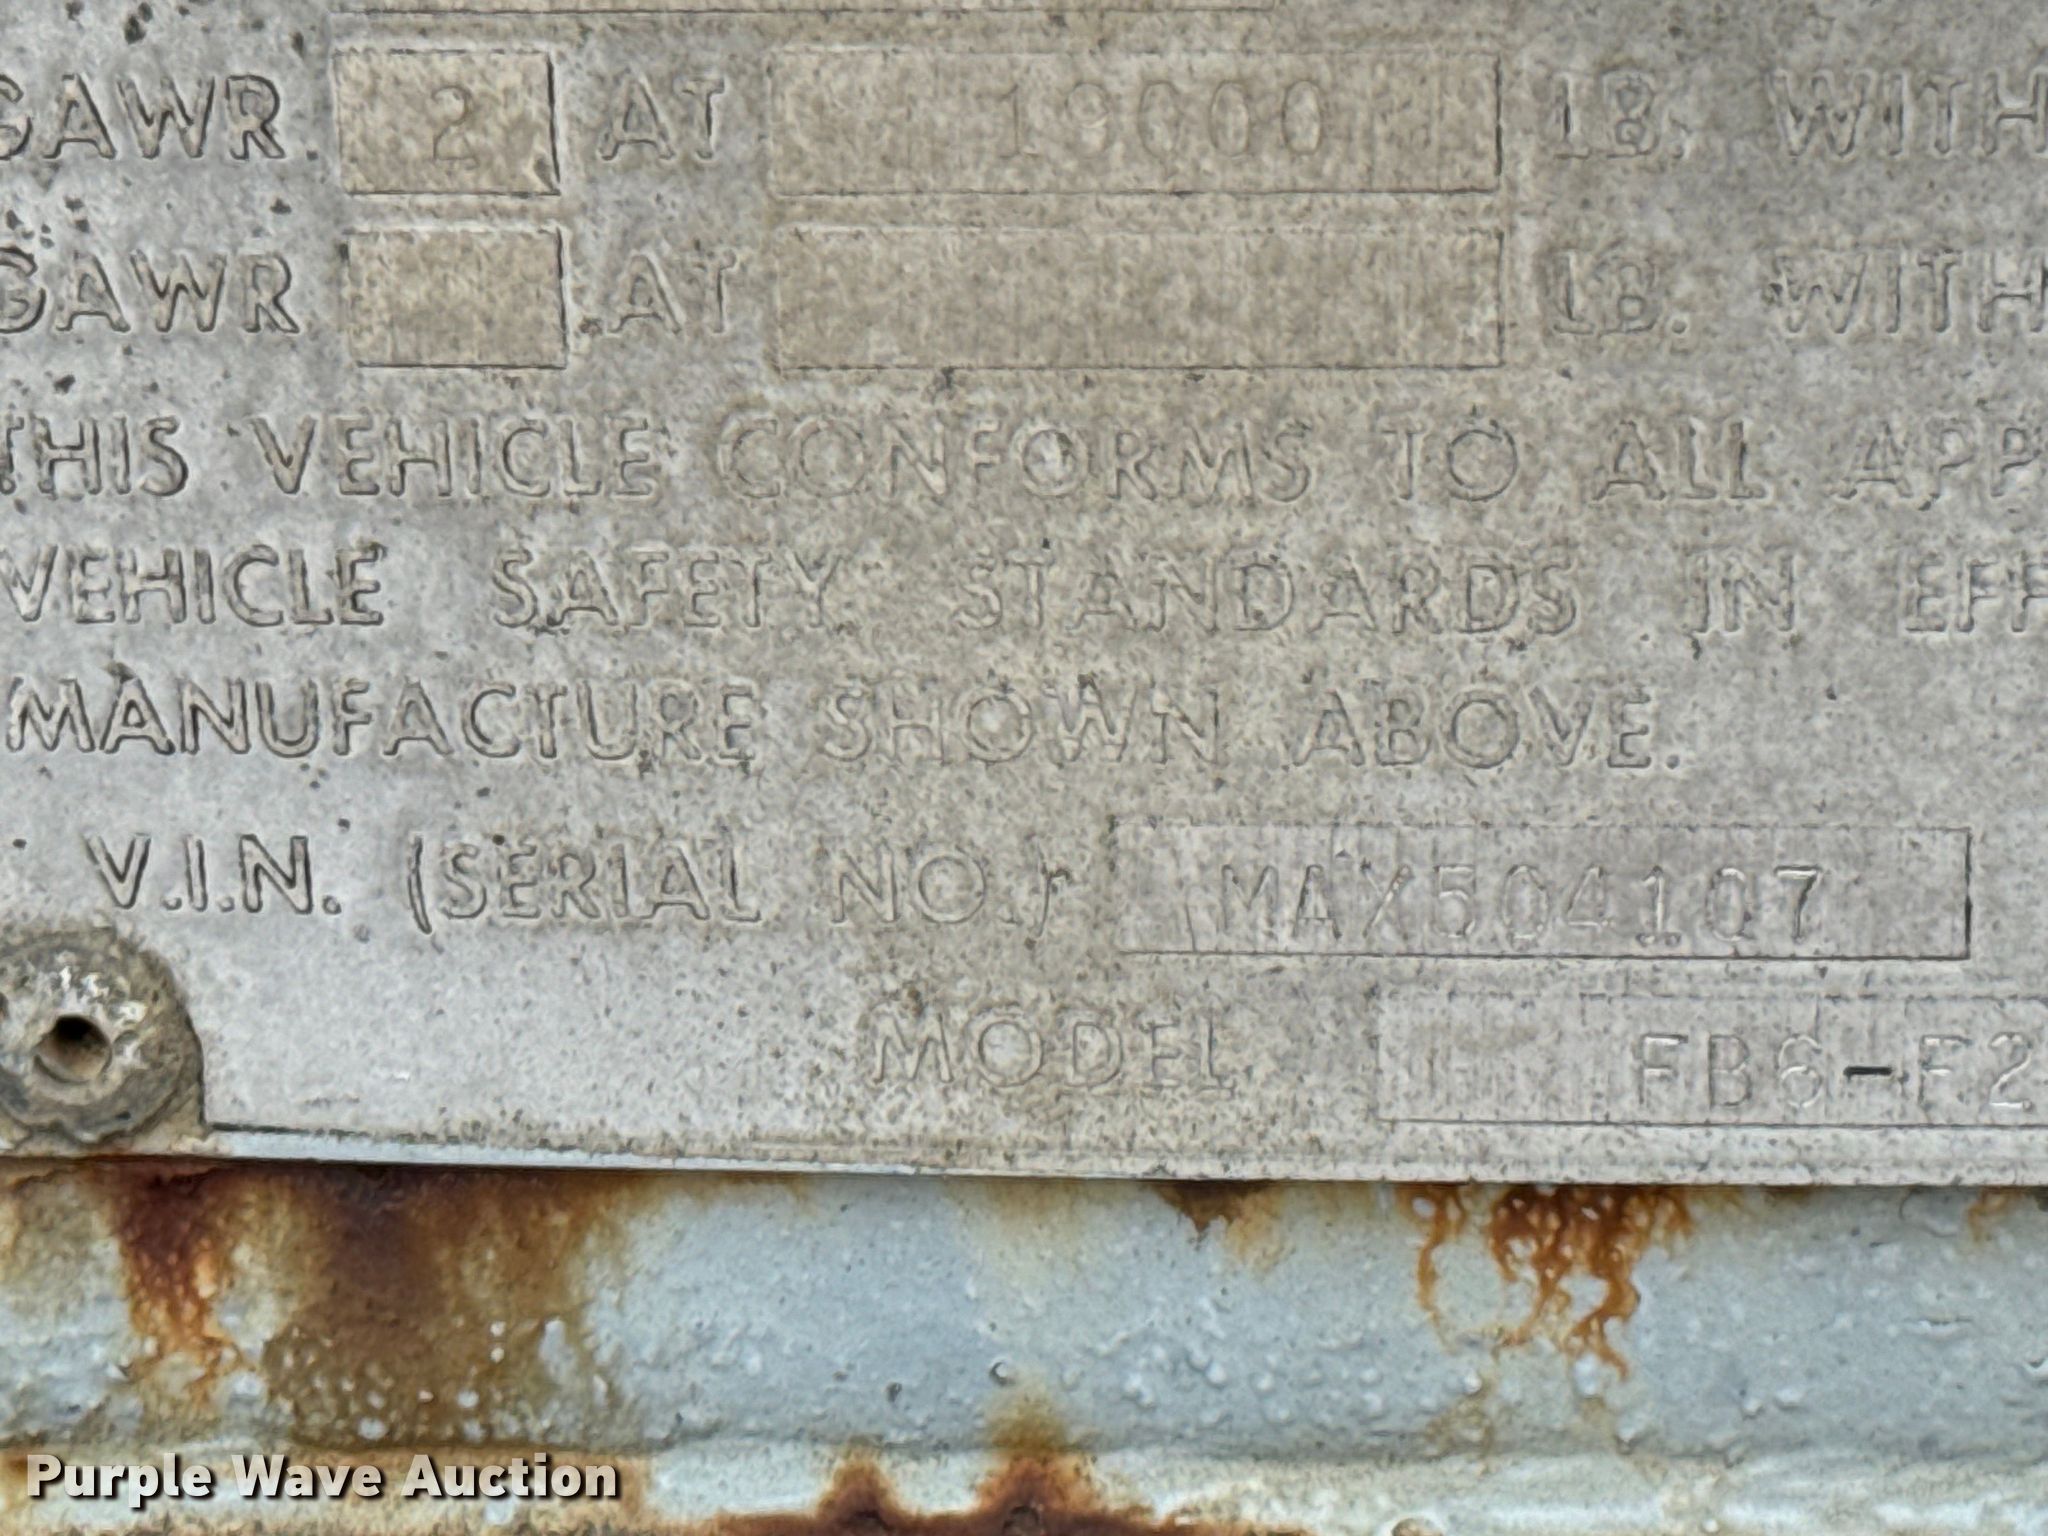 GAWR. 2 AT 19000 LB. WITH
GAWR AT LB. WITH
THIS VEHICLE CONFORMS TO ALL APP
VEHICLE SAFETY STANDARDS IN EFF
MANUFACTURE SHOWN ABOVE.
V.I.N. (SERIAL NO.) MAX504107
MODEL FB6-F2
Purple Wave Auction